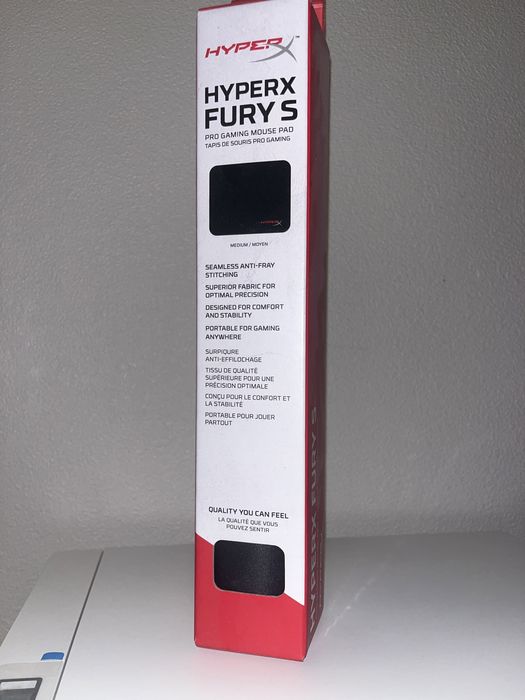 HYPERX™
HYPERX
FURY S
PRO GAMING MOUSE PAD
TAPIS DE SOURIS PRO GAMING
HYPERX
MEDIUM / MOYEN
SEAMLESS ANTI-FRAY
STITCHING
SUPERIOR FABRIC FOR
OPTIMAL PRECISION
DESIGNED FOR COMFORT
AND STABILITY
PORTABLE FOR GAMING
ANYWHERE
SURPIQURE
ANTI-EFFILOCHAGE
TISSU DE QUALITÉ
SUPÉRIEURE POUR UNE
PRÉCISION OPTIMALE
CONÇU POUR LE CONFORT ET
LA STABILITÉ
PORTABLE POUR JOUER
PARTOUT
QUALITY YOU CAN FEEL
LA QUALITÉ QUE VOUS
POUVEZ SENTIR
HYPERX FURY S